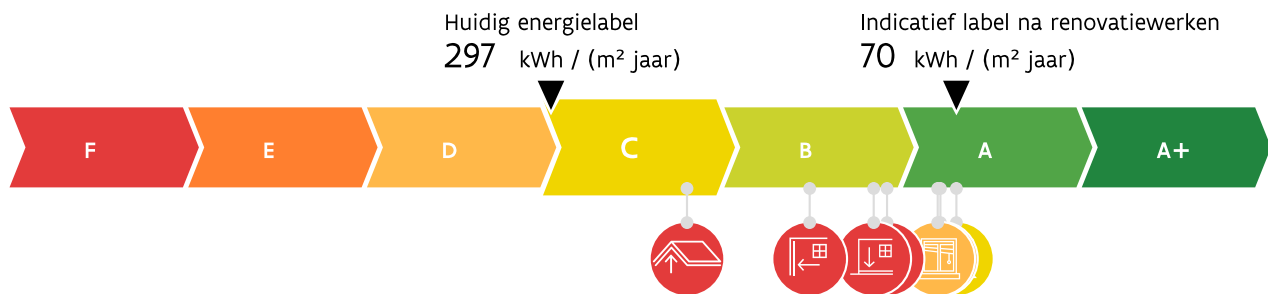 Huidig energielabel
297 kWh / (m² jaar)
Indicatief label na renovatiewerken
70 kWh / (m² jaar)
F E D C B A A+